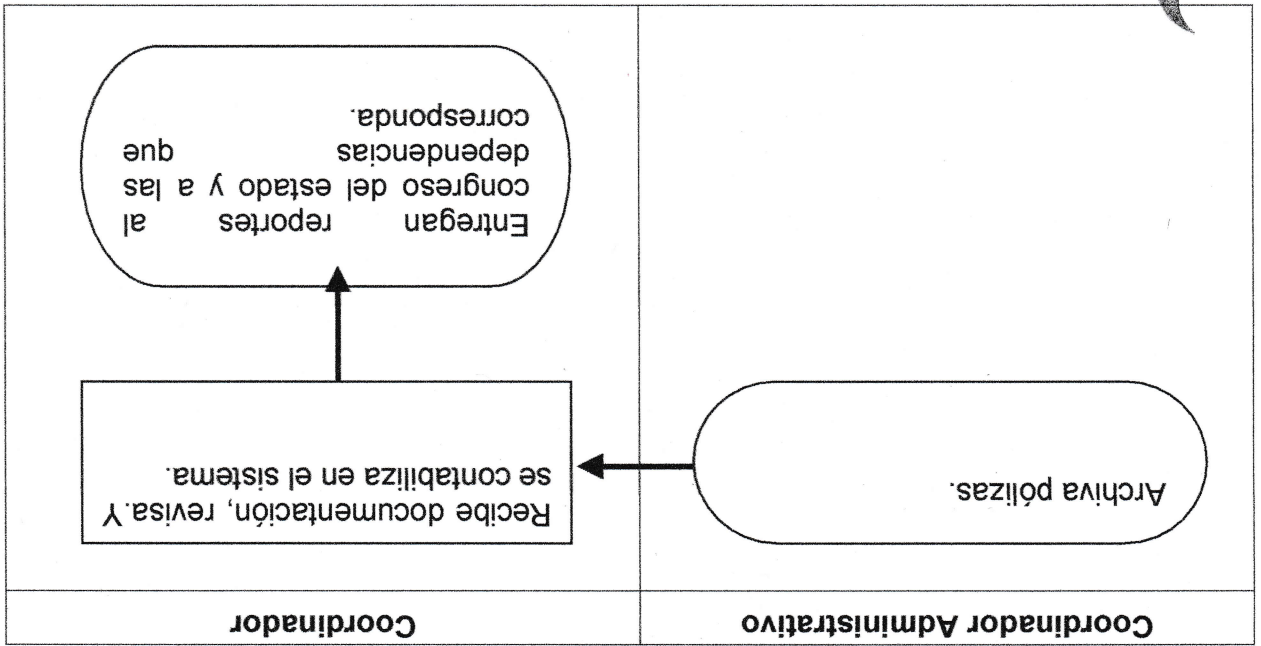 Coordinador Administrativo
Coordinador
Archiva pólizas.
Recibe documentación, revisa.Y
se contabiliza en el sistema.
Entregan reportes al
congreso del estado y a las
dependencias que
corresponda.